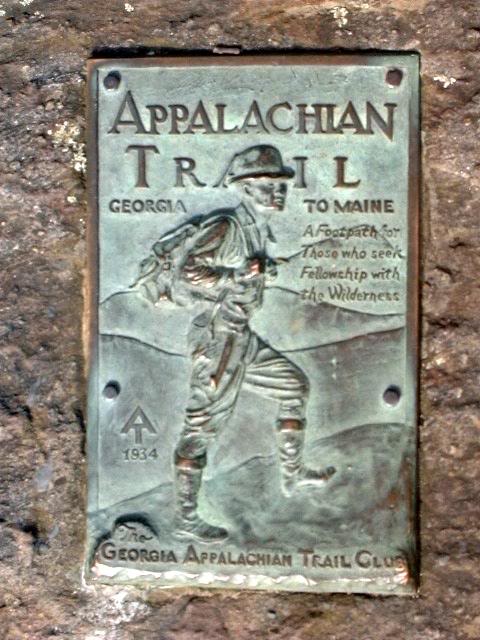 APPALACHIAN
TRAIL
GEORGIA TO MAINE
A Footpath for
Those who seek
Fellowship with
the Wilderness
1934
The
GEORGIA APPALACHIAN TRAIL CLUB